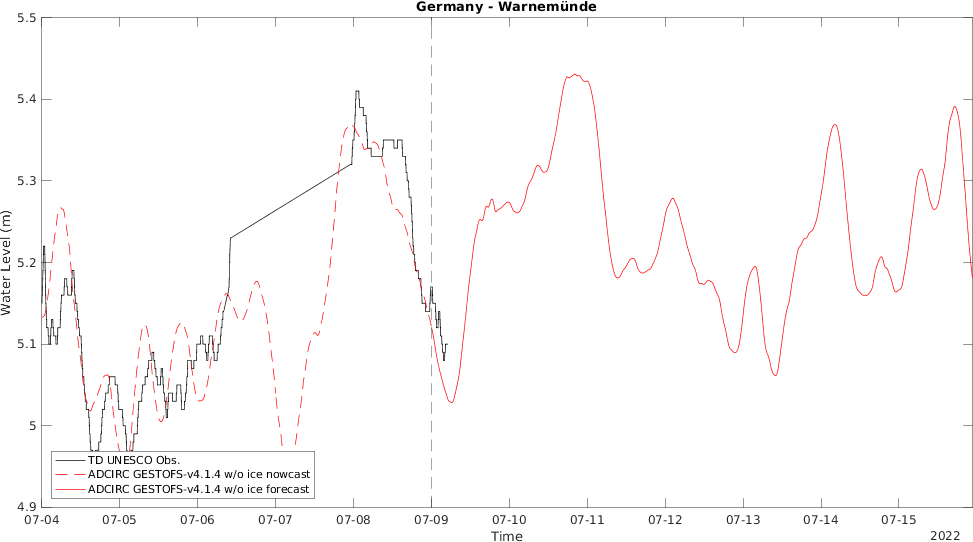 Germany - Warnemünde
5.5
5.4
5.3
5.2
5.1
5
4.9
Water Level (m)
TD UNESCO Obs.
ADCIRC GESTOFS-v4.1.4 w/o ice nowcast
ADCIRC GESTOFS-v4.1.4 w/o ice forecast
07-04 07-05 07-06 07-07 07-08 07-09 07-10 07-11 07-12 07-13 07-14 07-15
Time
2022